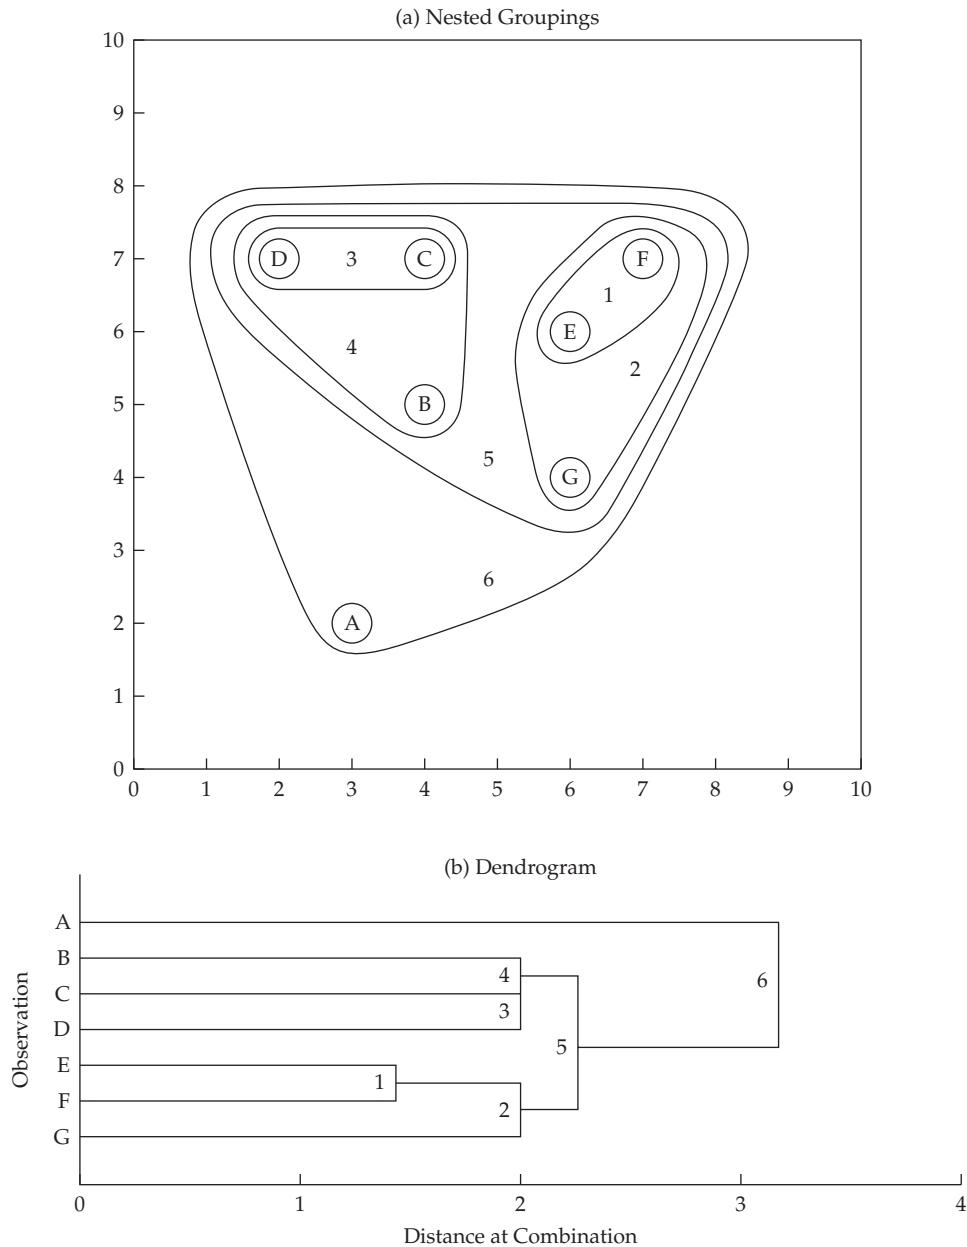 (a) Nested Groupings
10
9
8
7
6
5
4
3
2
1
0
D
3
C
F
1
E
4
2
B
5
G
6
A
0 1 2 3 4 5 6 7 8 9 10
(b) Dendrogram
Observation
A
B
C
D
E
F
G
4
3
6
5
1
2
0 1 2 3 4
Distance at Combination